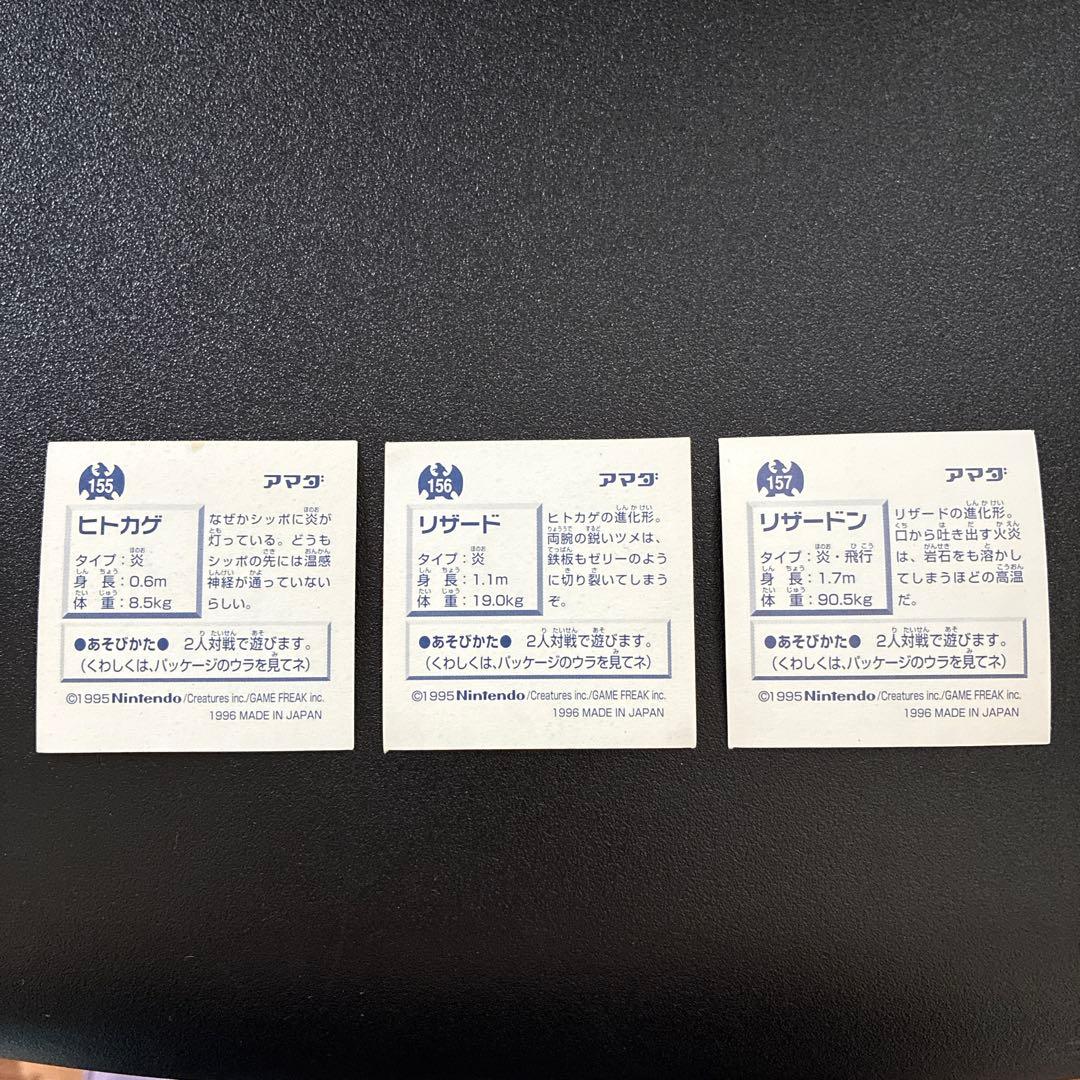 155
アマダ
ヒトカゲ
タイプ：炎
身長：0.6m
体重：8.5kg
なぜかシッポに炎が
灯っている。どうも
シッポの先には温感
神経が通っていない
らしい。
●あそびかた● 2人対戦で遊びます。
(くわしくは、パッケージのウラを見てネ)
©1995 Nintendo/Creatures inc./GAME FREAK inc.
1996 MADE IN JAPAN
156
アマダ
リザード
タイプ：炎
身長：1.1m
体重：19.0kg
ヒトカゲの進化形。
両腕の鋭いツメは、
鉄板もゼリーのよう
に切り裂いてしまう
ぞ。
●あそびかた● 2人対戦で遊びます。
(くわしくは、パッケージのウラを見てネ)
©1995 Nintendo/Creatures inc./GAME FREAK inc.
1996 MADE IN JAPAN
157
アマダ
リザードン
タイプ：炎・飛行
身長：1.7m
体重：90.5kg
リザードの進化形。
口から吐き出す火炎
は、岩石をも溶かし
てしまうほどの高温
だ。
●あそびかた● 2人対戦で遊びます。
(くわしくは、パッケージのウラを見てネ)
©1995 Nintendo/Creatures inc./GAME FREAK inc.
1996 MADE IN JAPAN